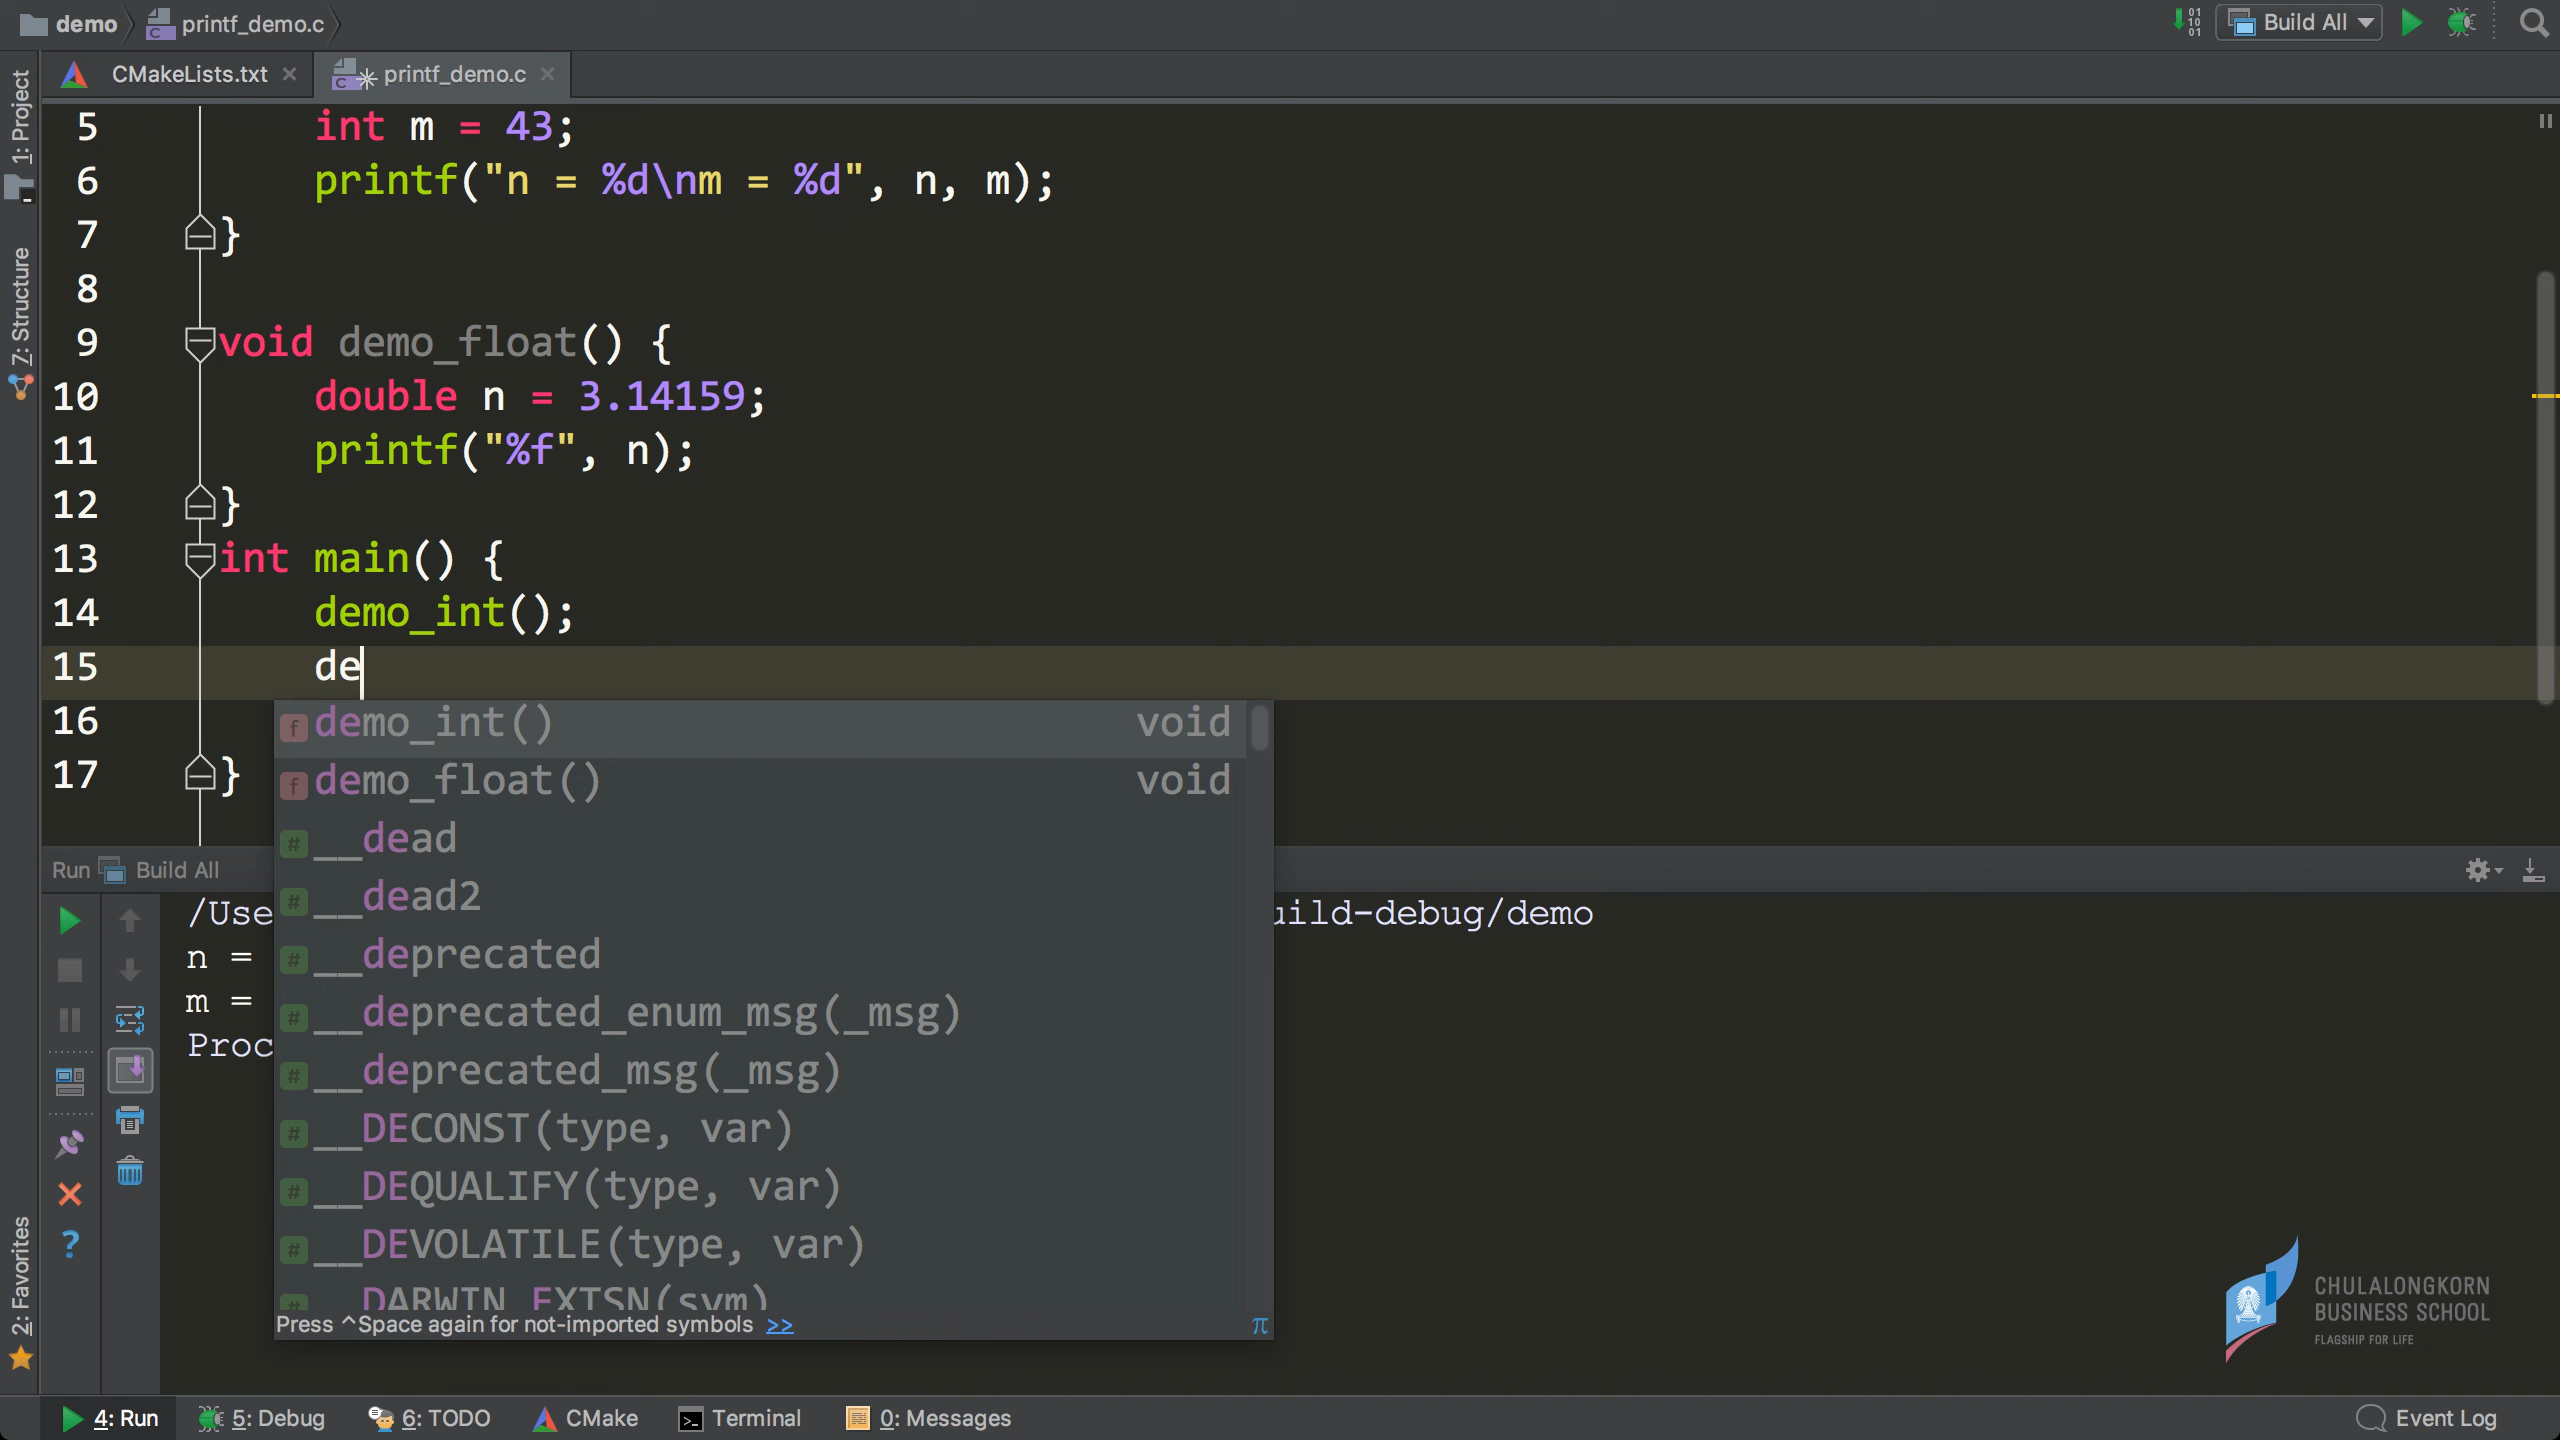 demo printf_demo.c Build All
CMakeLists.txt printf_demo.c
1: Project
7: Structure
2: Favorites
5 int m = 43;
6 printf("n = %d\nm = %d", n, m);
7 }
8
9 void demo_float() {
10 double n = 3.14159;
11 printf("%f", n);
12 }
13 int main() {
14 demo_int();
15 de
16
17 }
demo_int() void
demo_float() void
__dead
__dead2
__deprecated
__deprecated_enum_msg(_msg)
__deprecated_msg(_msg)
__DECONST(type, var)
__DEQUALIFY(type, var)
__DEVOLATILE(type, var)
__DARWIN_EXTSN(sym)
Press ^Space again for not-imported symbols >> π
Run Build All
/Use uild-debug/demo
n =
m =
Proc
CHULALONGKORN
BUSINESS SCHOOL
FLAGSHIP FOR LIFE
4: Run 5: Debug 6: TODO CMake Terminal 0: Messages Event Log